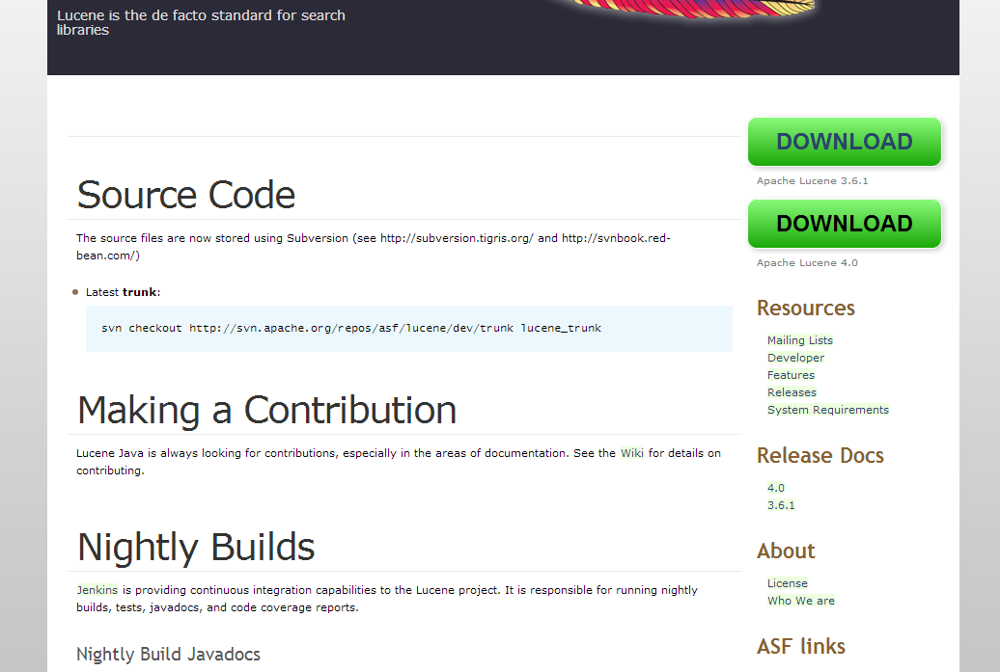 Lucene is the de facto standard for search
libraries
Source Code
The source files are now stored using Subversion (see http://subversion.tigris.org/ and http://svnbook.red-
bean.com/)
Latest trunk:
svn checkout http://svn.apache.org/repos/asf/lucene/dev/trunk lucene_trunk
Making a Contribution
Lucene Java is always looking for contributions, especially in the areas of documentation. See the Wiki for details on
contributing.
Nightly Builds
Jenkins is providing continuous integration capabilities to the Lucene project. It is responsible for running nightly
builds, tests, javadocs, and code coverage reports.
Nightly Build Javadocs
DOWNLOAD
Apache Lucene 3.6.1
DOWNLOAD
Apache Lucene 4.0
Resources
Mailing Lists
Developer
Features
Releases
System Requirements
Release Docs
4.0
3.6.1
About
License
Who We are
ASF links